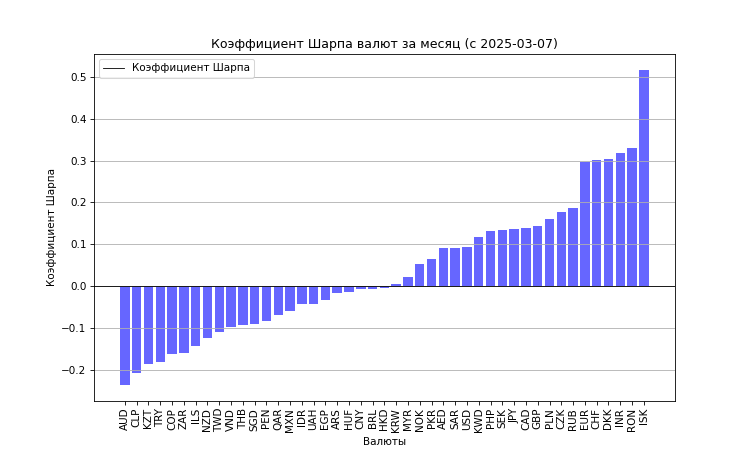 Коэффициент Шарпа валют за месяц (с 2025-03-07)
Коэффициент Шарпа
0.5
0.4
0.3
0.2
0.1
0.0
−0.1
−0.2
Коэффициент Шарпа
AUD
CLP
KZT
TRY
COP
ZAR
ILS
NZD
TWD
VND
THB
SGD
PEN
QAR
MXN
IDR
UAH
EGP
ARS
HUF
CNY
BRL
HKD
KRW
MYR
NOK
PKR
AED
SAR
USD
KWD
PHP
SEK
JPY
CAD
GBP
PLN
CZK
RUB
EUR
CHF
DKK
INR
RON
ISK
Валюты